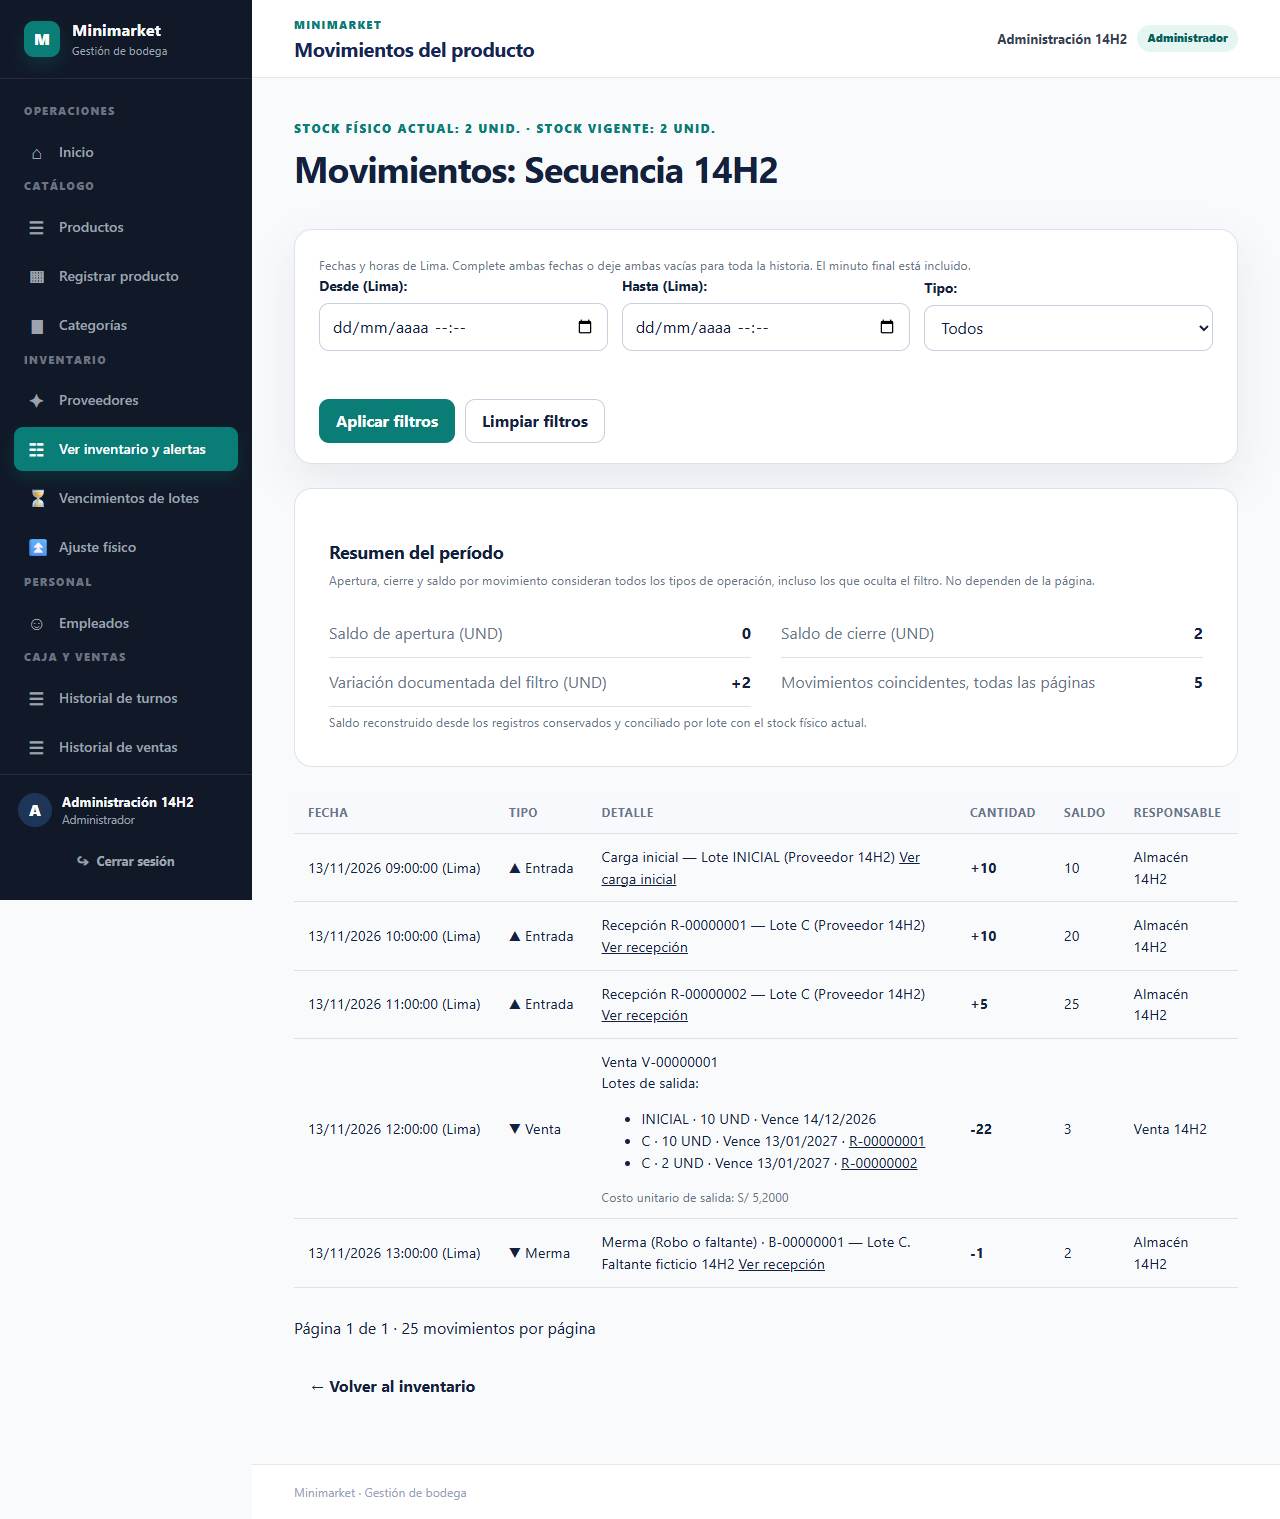 M
Minimarket
Gestión de bodega
OPERACIONES
Inicio
CATÁLOGO
Productos
Registrar producto
Categorías
INVENTARIO
Proveedores
Ver inventario y alertas
Vencimientos de lotes
Ajuste físico
PERSONAL
Empleados
CAJA Y VENTAS
Historial de turnos
Historial de ventas
A
Administración 14H2
Administrador
↪ Cerrar sesión
MINIMARKET
Movimientos del producto
Administración 14H2 Administrador
STOCK FÍSICO ACTUAL: 2 UNID. · STOCK VIGENTE: 2 UNID.
Movimientos: Secuencia 14H2
Fechas y horas de Lima. Complete ambas fechas o deje ambas vacías para toda la historia. El minuto final está incluido.
Desde (Lima): Hasta (Lima): Tipo:
dd/mm/aaaa --:-- dd/mm/aaaa --:-- Todos
Aplicar filtros Limpiar filtros
Resumen del período
Apertura, cierre y saldo por movimiento consideran todos los tipos de operación, incluso los que oculta el filtro. No dependen de la página.
Saldo de apertura (UND) 0 Saldo de cierre (UND) 2
Variación documentada del filtro (UND) +2 Movimientos coincidentes, todas las páginas 5
Saldo reconstruido desde los registros conservados y conciliado por lote con el stock físico actual.
FECHA TIPO DETALLE CANTIDAD SALDO RESPONSABLE
13/11/2026 09:00:00 (Lima) ▲ Entrada Carga inicial — Lote INICIAL (Proveedor 14H2) Ver +10 10 Almacén
carga inicial 14H2
13/11/2026 10:00:00 (Lima) ▲ Entrada Recepción R-00000001 — Lote C (Proveedor 14H2) +10 20 Almacén
Ver recepción 14H2
13/11/2026 11:00:00 (Lima) ▲ Entrada Recepción R-00000002 — Lote C (Proveedor 14H2) +5 25 Almacén
Ver recepción 14H2
Venta V-00000001
Lotes de salida:
• INICIAL · 10 UND · Vence 14/12/2026
13/11/2026 12:00:00 (Lima) ▼ Venta -22 3 Venta 14H2
• C · 10 UND · Vence 13/01/2027 · R-00000001
• C · 2 UND · Vence 13/01/2027 · R-00000002
Costo unitario de salida: S/ 5,2000
13/11/2026 13:00:00 (Lima) ▼ Merma Merma (Robo o faltante) · B-00000001 — Lote C. -1 2 Almacén
Faltante ficticio 14H2 Ver recepción 14H2
Página 1 de 1 · 25 movimientos por página
← Volver al inventario
Minimarket · Gestión de bodega